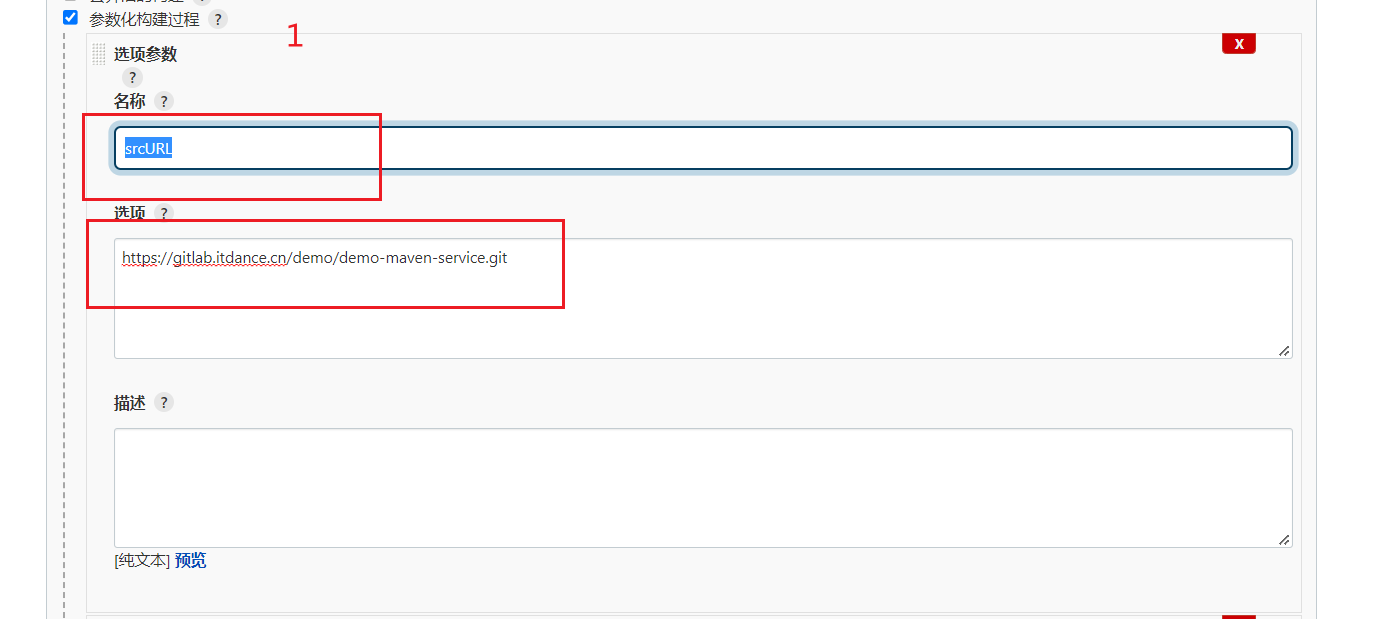 参数化构建过程 ?
1
选项参数
X
?
名称 ?
srcURL
选项 ?
https://gitlab.itdance.cn/demo/demo-maven-service.git
描述 ?
[纯文本] 预览